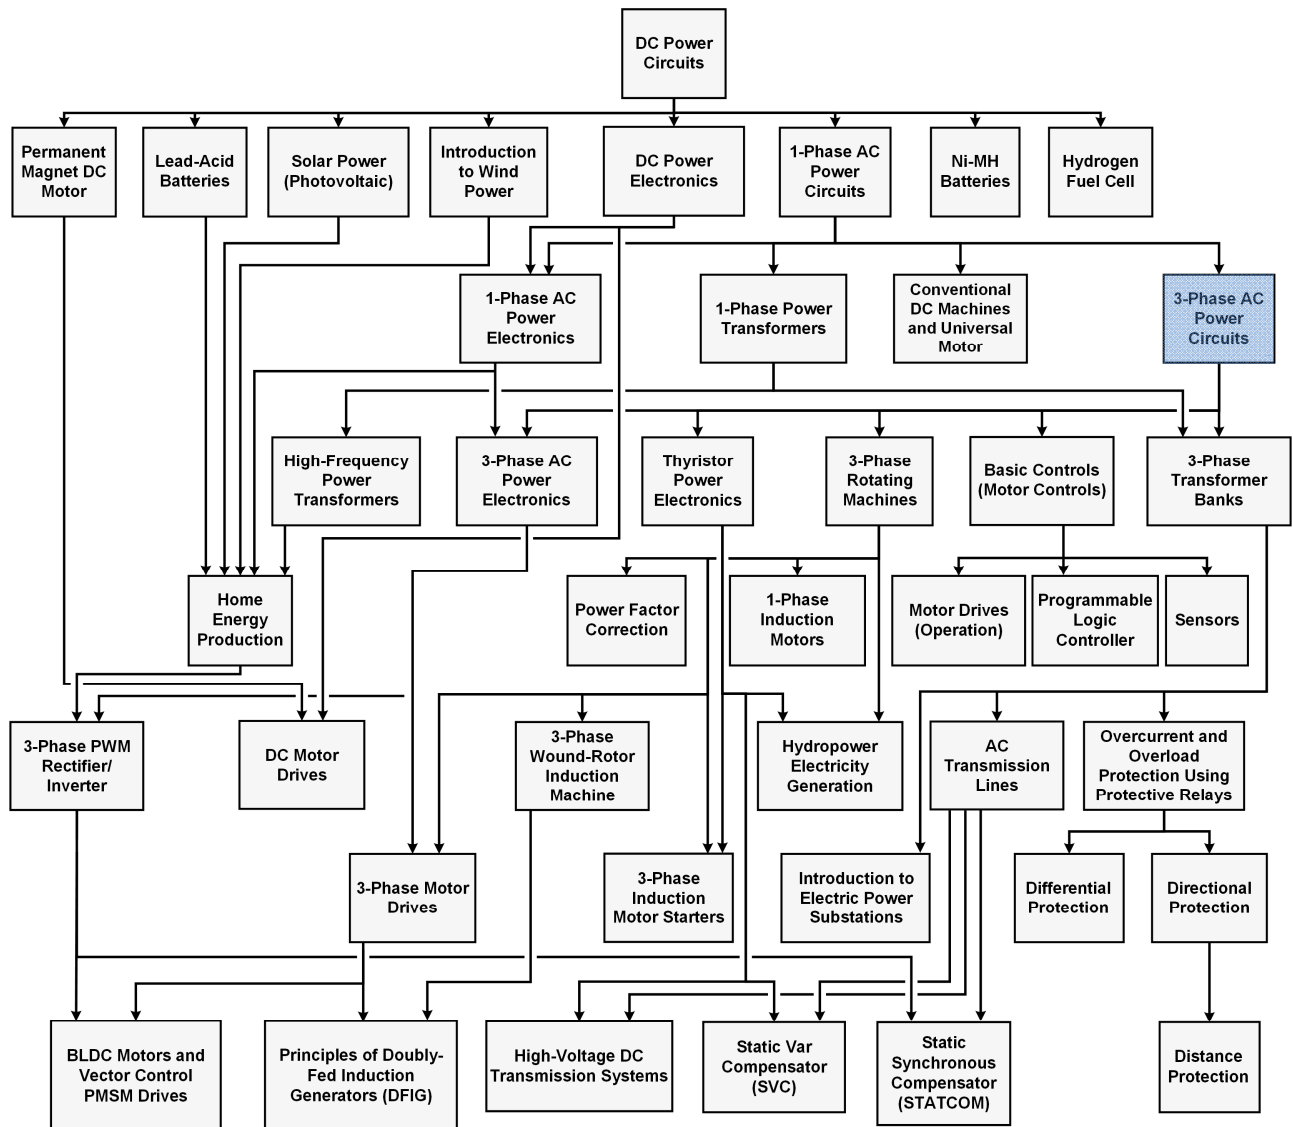 DC Power
Circuits
Permanent
Magnet DC
Motor
Lead-Acid
Batteries
Solar Power
(Photovoltaic)
Introduction
to Wind
Power
DC Power
Electronics
1-Phase AC
Power
Circuits
Ni-MH
Batteries
Hydrogen
Fuel Cell
1-Phase AC
Power
Electronics
1-Phase Power
Transformers
Conventional
DC Machines
and Universal
Motor
3-Phase AC
Power
Circuits
High-Frequency
Power
Transformers
3-Phase AC
Power
Electronics
Thyristor
Power
Electronics
3-Phase
Rotating
Machines
Basic Controls
(Motor Controls)
3-Phase
Transformer
Banks
Home
Energy
Production
Power Factor
Correction
1-Phase
Induction
Motors
Motor Drives
(Operation)
Programmable
Logic
Controller
Sensors
3-Phase PWM
Rectifier/
Inverter
DC Motor
Drives
3-Phase
Wound-Rotor
Induction
Machine
Hydropower
Electricity
Generation
AC
Transmission
Lines
Overcurrent and
Overload
Protection Using
Protective Relays
3-Phase Motor
Drives
3-Phase
Induction
Motor Starters
Introduction to
Electric Power
Substations
Differential
Protection
Directional
Protection
BLDC Motors and
Vector Control
PMSM Drives
Principles of Doubly-
Fed Induction
Generators (DFIG)
High-Voltage DC
Transmission Systems
Static Var
Compensator
(SVC)
Static
Synchronous
Compensator
(STATCOM)
Distance
Protection